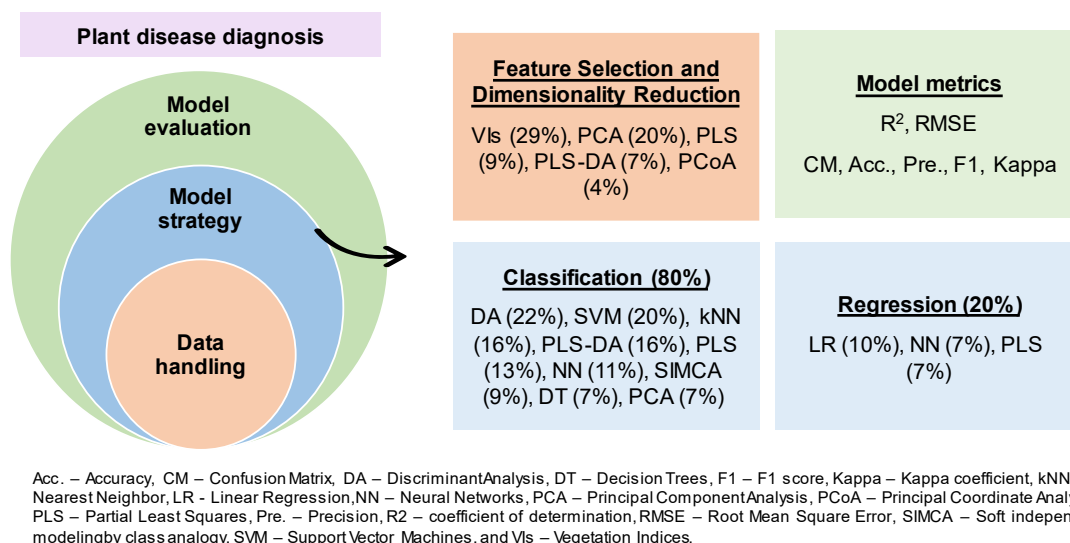 Plant disease diagnosis
Model
evaluation
Model
strategy
Data
handling
Feature Selection and
Dimensionality Reduction
VIs (29%), PCA (20%), PLS
(9%), PLS-DA (7%), PCoA
(4%)
Model metrics
R², RMSE
CM, Acc., Pre., F1, Kappa
Classification (80%)
DA (22%), SVM (20%), kNN
(16%), PLS-DA (16%), PLS
(13%), NN (11%), SIMCA
(9%), DT (7%), PCA (7%)
Regression (20%)
LR (10%), NN (7%), PLS
(7%)
Acc. – Accuracy, CM – Confusion Matrix, DA – Discriminant Analysis, DT – Decision Trees, F1 – F1 score, Kappa – Kappa coefficient, kNN
Nearest Neighbor, LR - Linear Regression, NN – Neural Networks, PCA – Principal Component Analysis, PCoA – Principal Coordinate Analy
PLS – Partial Least Squares, Pre. – Precision, R2 – coefficient of determination, RMSE – Root Mean Square Error, SIMCA – Soft indepen
modeling by class analogy, SVM – Support Vector Machines, and VIs – Vegetation Indices.